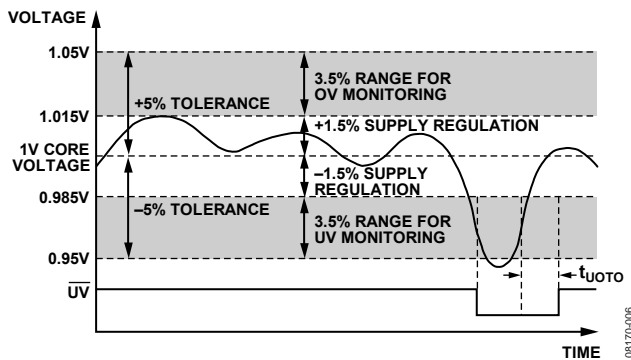 VOLTAGE
1.05V
3.5% RANGE FOR
OV MONITORING
+5% TOLERANCE
1.015V
+1.5% SUPPLY REGULATION
1V CORE
VOLTAGE
–1.5% SUPPLY
REGULATION
0.985V
–5% TOLERANCE
3.5% RANGE FOR
UV MONITORING
0.95V
tUOTO
UV
TIME
08170-006